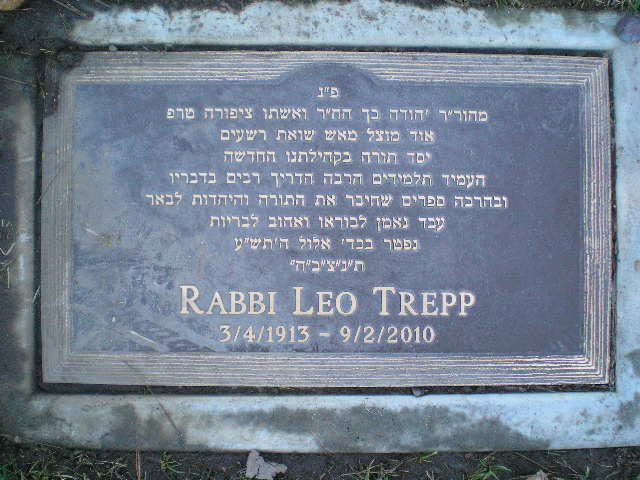 פ"נ
מהור"ר יהודה בן הח"ר ואשתו ציפורה טרפ
אוד מוצל מאש שואת רשעים
יסד תורה בקהילתנו החדשה
העמיד תלמידים הרבה הדריך רבים בדבריו
ובהרבה ספרים שחיבר את התורה והיהדות לבאר
עבד נאמן לבוראו ואהוב לבריות
נפטר בכד' אלול ה'תש"ע
ת"נ"צ"ב"ה"
RABBI LEO TREPP
3/4/1913 - 9/2/2010